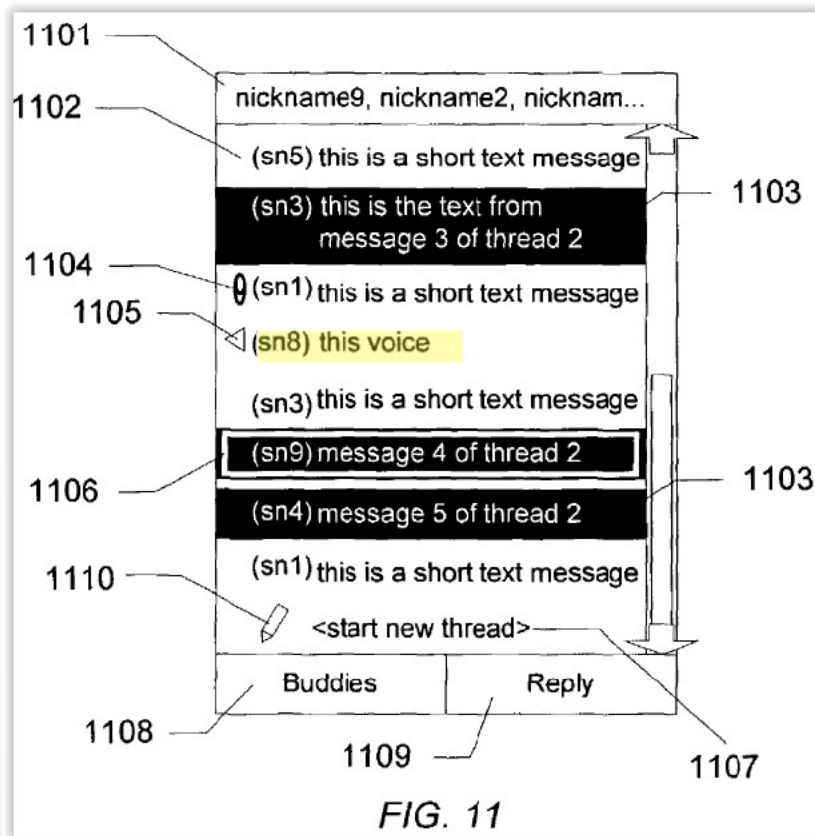 1101
nickname9, nickname2, nicknam...
1102
(sn5) this is a short text message
1103
(sn3) this is the text from
message 3 of thread 2
1104
(sn1) this is a short text message
1105
(sn8) this voice
(sn3) this is a short text message
(sn9) message 4 of thread 2
1106
1103
(sn4) message 5 of thread 2
(sn1) this is a short text message
1110
<start new thread>
Buddies Reply
1108
1109
1107
FIG. 11